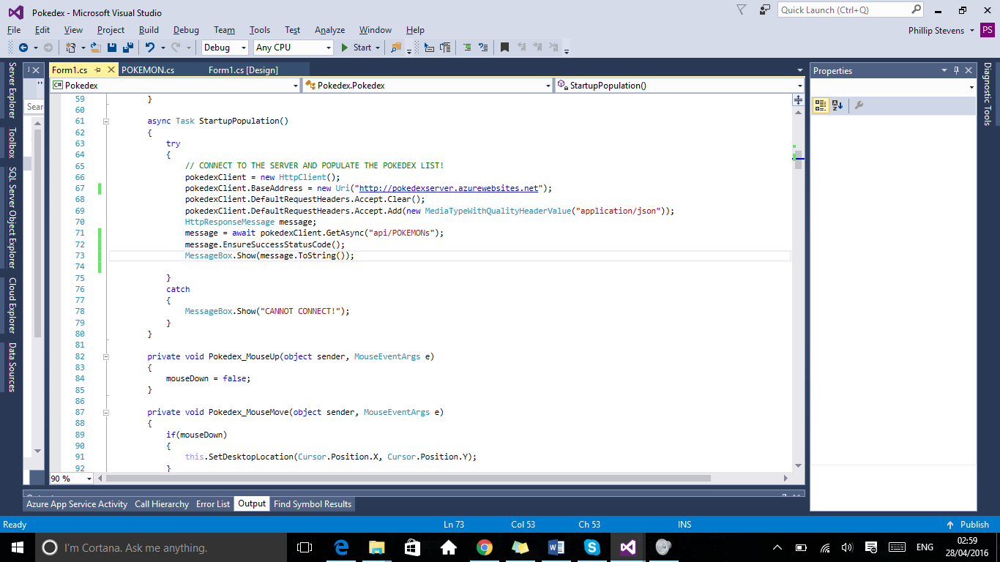 Pokedex - Microsoft Visual Studio
Quick Launch (Ctrl+Q)
File Edit View Project Build Debug Team Tools Test Analyze Window Help
Phillip Stevens PS
Debug Any CPU Start
Form1.cs POKEMON.cs Form1.cs [Design]
Properties
C# Pokedex
Pokedex.Pokedex
StartupPopulation()
Server Explorer
Toolbox
SQL Server Object Explorer
Cloud Explorer
Data Sources
Sear
Diagnostic Tools
59 }
60
61 async Task StartupPopulation()
62 {
63 try
64 {
65 // CONNECT TO THE SERVER AND POPULATE THE POKEDEX LIST!
66 pokedexClient = new HttpClient();
67 pokedexClient.BaseAddress = new Uri("http://pokedexserver.azurewebsites.net");
68 pokedexClient.DefaultRequestHeaders.Accept.Clear();
69 pokedexClient.DefaultRequestHeaders.Accept.Add(new MediaTypeWithQualityHeaderValue("application/json"));
70 HttpResponseMessage message;
71 message = await pokedexClient.GetAsync("api/POKEMONs");
72 message.EnsureSuccessStatusCode();
73 MessageBox.Show(message.ToString());
74
75 }
76 catch
77 {
78 MessageBox.Show("CANNOT CONNECT!");
79 }
80 }
81
82 private void Pokedex_MouseUp(object sender, MouseEventArgs e)
83 {
84 mouseDown = false;
85 }
86
87 private void Pokedex_MouseMove(object sender, MouseEventArgs e)
88 {
89 if(mouseDown)
90 {
91 this.SetDesktopLocation(Cursor.Position.X, Cursor.Position.Y);
92 }
90 %
Azure App Service Activity Call Hierarchy Error List Output Find Symbol Results
Ready Ln 73 Col 53 Ch 53 INS Publish
I'm Cortana. Ask me anything.
ENG
02:59
28/04/2016